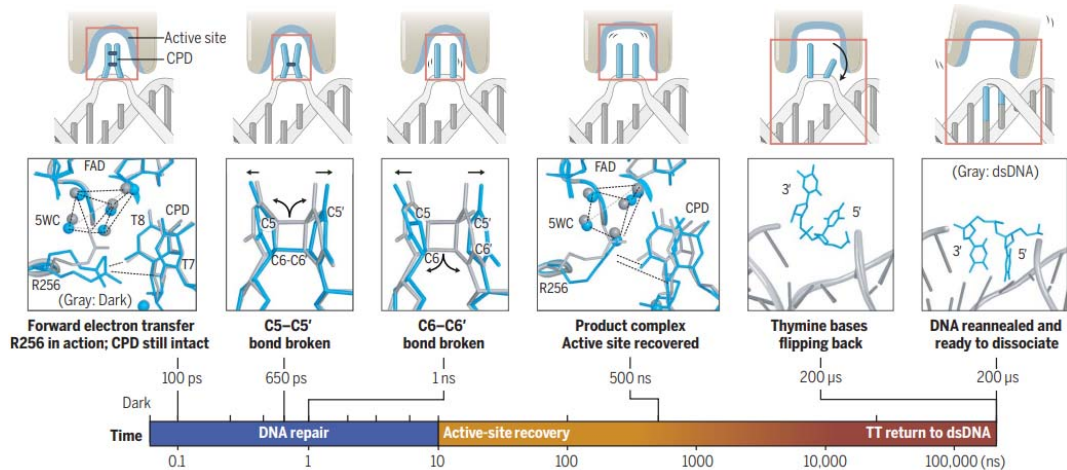 Active site
CPD
FAD
CPD
5WC
T8
T7
R256
(Gray: Dark)
C5
C5′
C6-C6′
C5
C5′
C6
C6′
FAD
CPD
5WC
R256
3′
5′
(Gray: dsDNA)
3′
5′
Forward electron transfer
R256 in action; CPD still intact
C5–C5′
bond broken
C6–C6′
bond broken
Product complex
Active site recovered
Thymine bases
flipping back
DNA reannealed and
ready to dissociate
100 ps
650 ps
1 ns
500 ns
200 µs
200 µs
Dark
Time
DNA repair
Active-site recovery
TT return to dsDNA
0.1
1
10
100
1000
10,000
100,000 (ns)